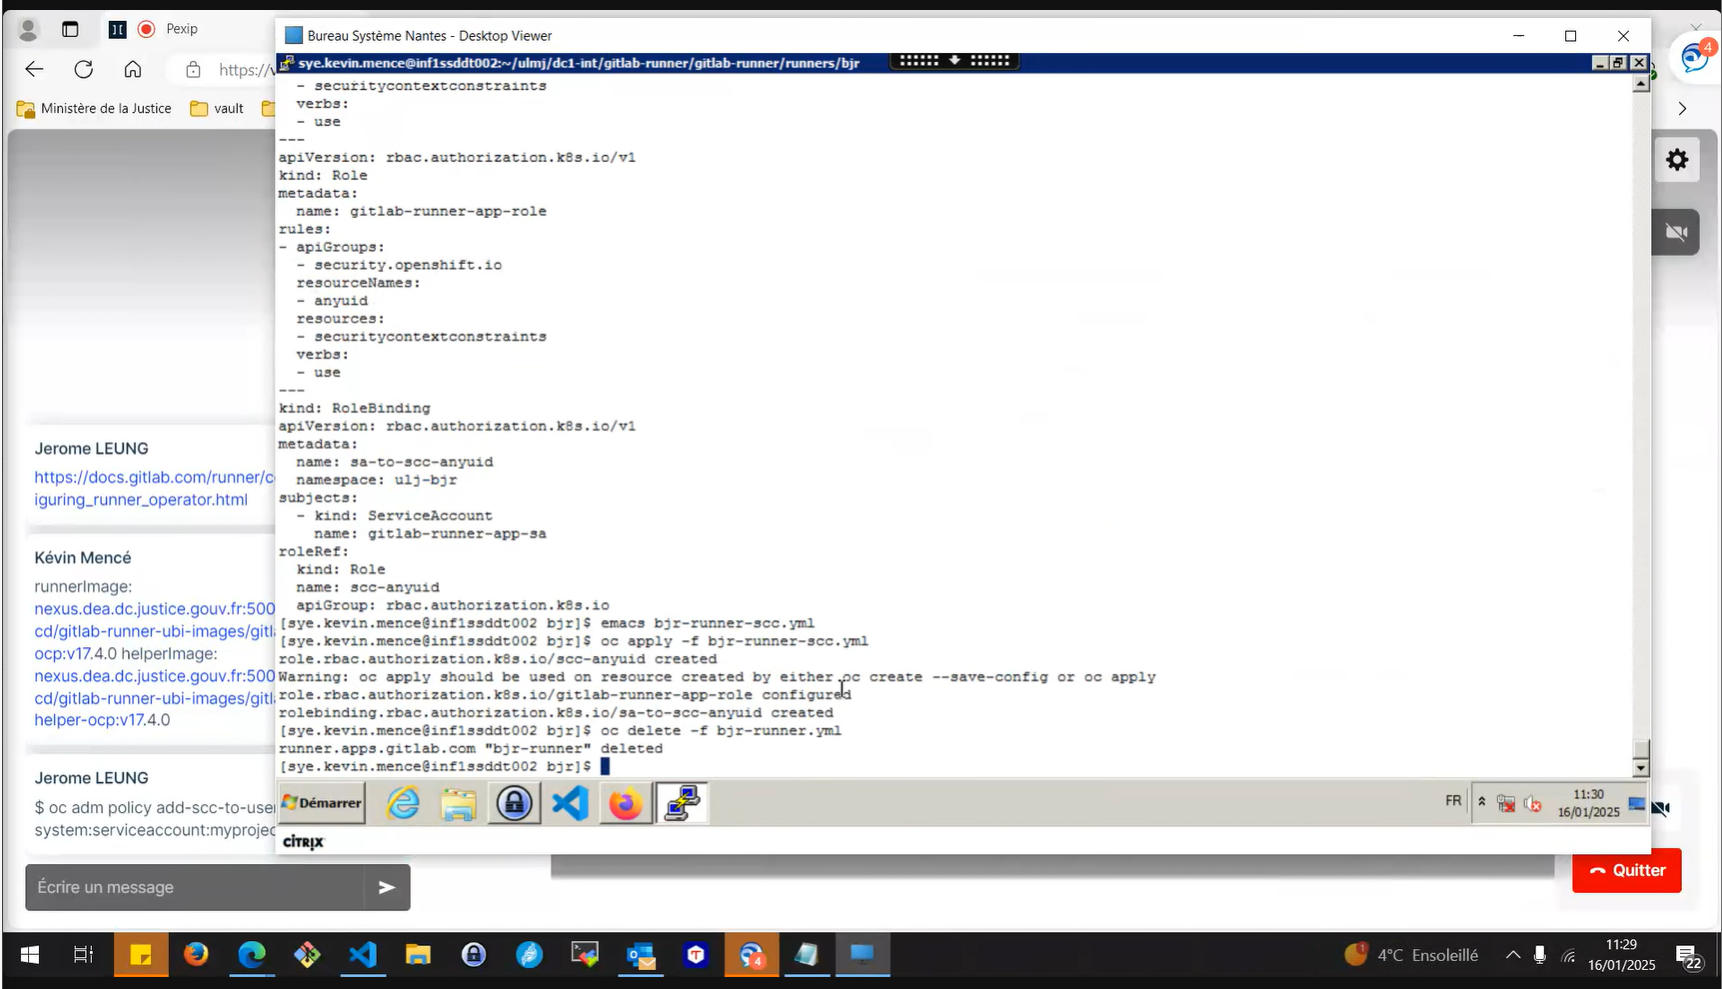 Pexip
Bureau Système Nantes - Desktop Viewer
sye.kevin.mence@inf1ssddt002:~/ulmj/dc1-int/gitlab-runner/gitlab-runner/runners/bjr
4
https://v
Ministère de la Justice
vault
- securitycontextconstraints
verbs:
- use
---
apiVersion: rbac.authorization.k8s.io/v1
kind: Role
metadata:
name: gitlab-runner-app-role
rules:
- apiGroups:
- security.openshift.io
resourceNames:
- anyuid
resources:
- securitycontextconstraints
verbs:
- use
---
kind: RoleBinding
apiVersion: rbac.authorization.k8s.io/v1
metadata:
name: sa-to-scc-anyuid
namespace: ulj-bjr
subjects:
- kind: ServiceAccount
name: gitlab-runner-app-sa
roleRef:
kind: Role
name: scc-anyuid
apiGroup: rbac.authorization.k8s.io
[sye.kevin.mence@inf1ssddt002 bjr]$ emacs bjr-runner-scc.yml
[sye.kevin.mence@inf1ssddt002 bjr]$ oc apply -f bjr-runner-scc.yml
role.rbac.authorization.k8s.io/scc-anyuid created
Warning: oc apply should be used on resource created by either oc create --save-config or oc apply
role.rbac.authorization.k8s.io/gitlab-runner-app-role configured
rolebinding.rbac.authorization.k8s.io/sa-to-scc-anyuid created
[sye.kevin.mence@inf1ssddt002 bjr]$ oc delete -f bjr-runner.yml
runner.apps.gitlab.com "bjr-runner" deleted
[sye.kevin.mence@inf1ssddt002 bjr]$
Jerome LEUNG
https://docs.gitlab.com/runner/co
iguring_runner_operator.html
Kévin Mencé
runnerImage:
nexus.dea.dc.justice.gouv.fr:500
cd/gitlab-runner-ubi-images/gitl
ocp:v17.4.0 helperImage:
nexus.dea.dc.justice.gouv.fr:500
cd/gitlab-runner-ubi-images/gitl
helper-ocp:v17.4.0
Jerome LEUNG
$ oc adm policy add-scc-to-user
system:serviceaccount:myprojec
Démarrer
FR
11:30
16/01/2025
CİTRIX
Écrire un message
Quitter
4
1
4°C Ensoleillé
11:29
16/01/2025
22